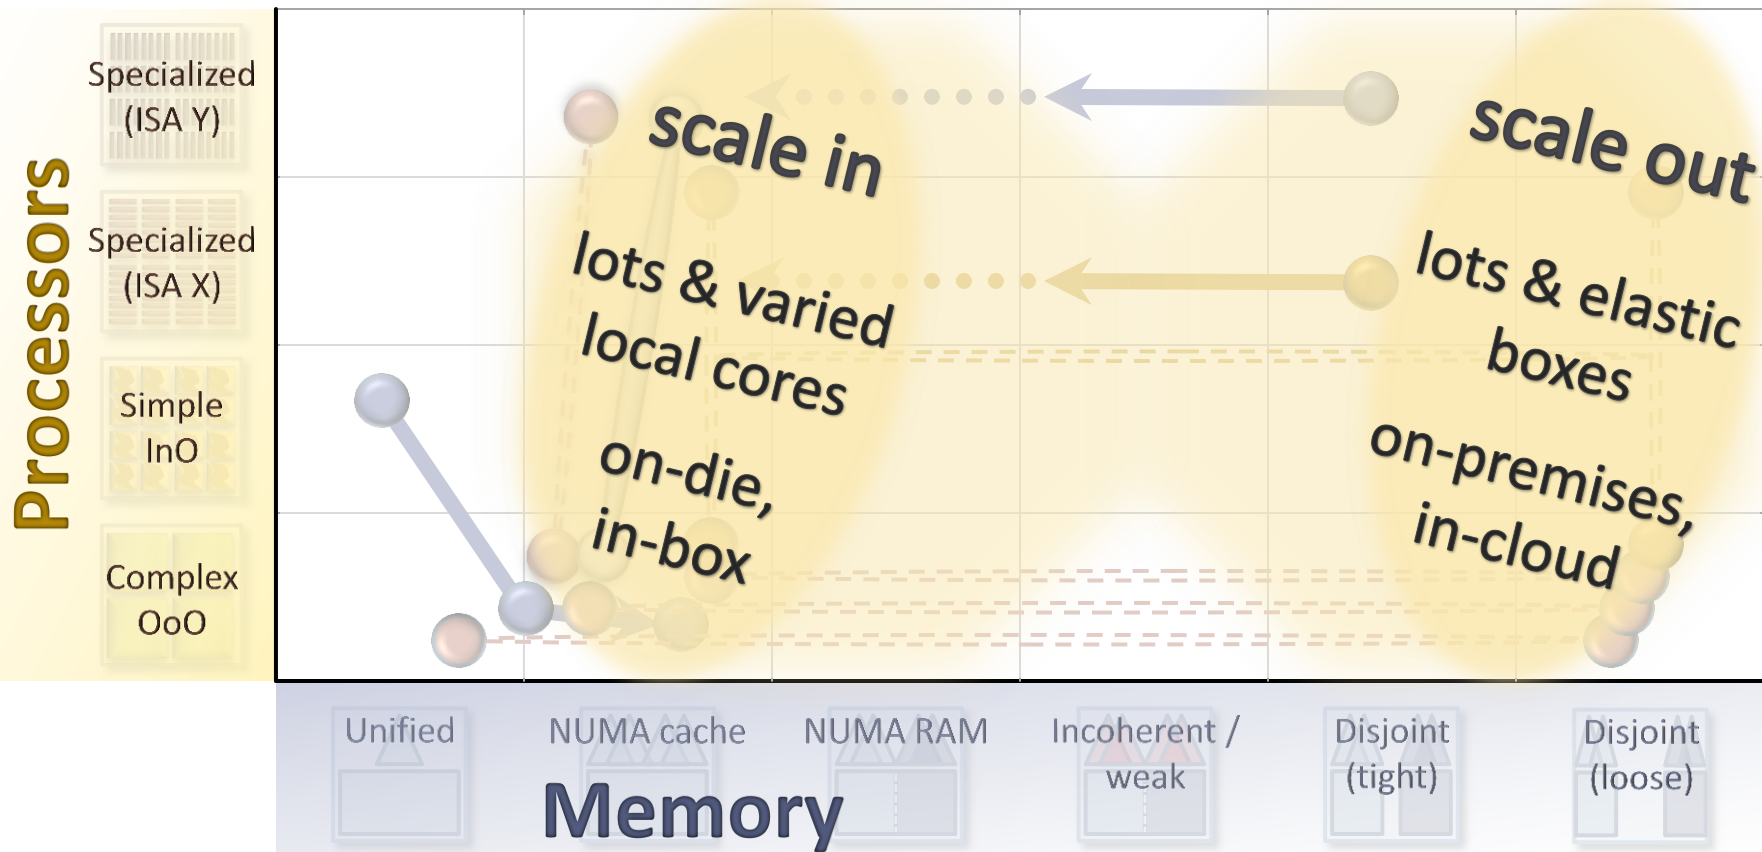 Processors
Specialized
(ISA Y)
Specialized
(ISA X)
Simple
InO
Complex
OoO
scale in
lots & varied
local cores
on-die,
in-box
scale out
lots & elastic
boxes
on-premises,
in-cloud
Unified
NUMA cache
NUMA RAM
Incoherent /
weak
Disjoint
(tight)
Disjoint
(loose)
Memory